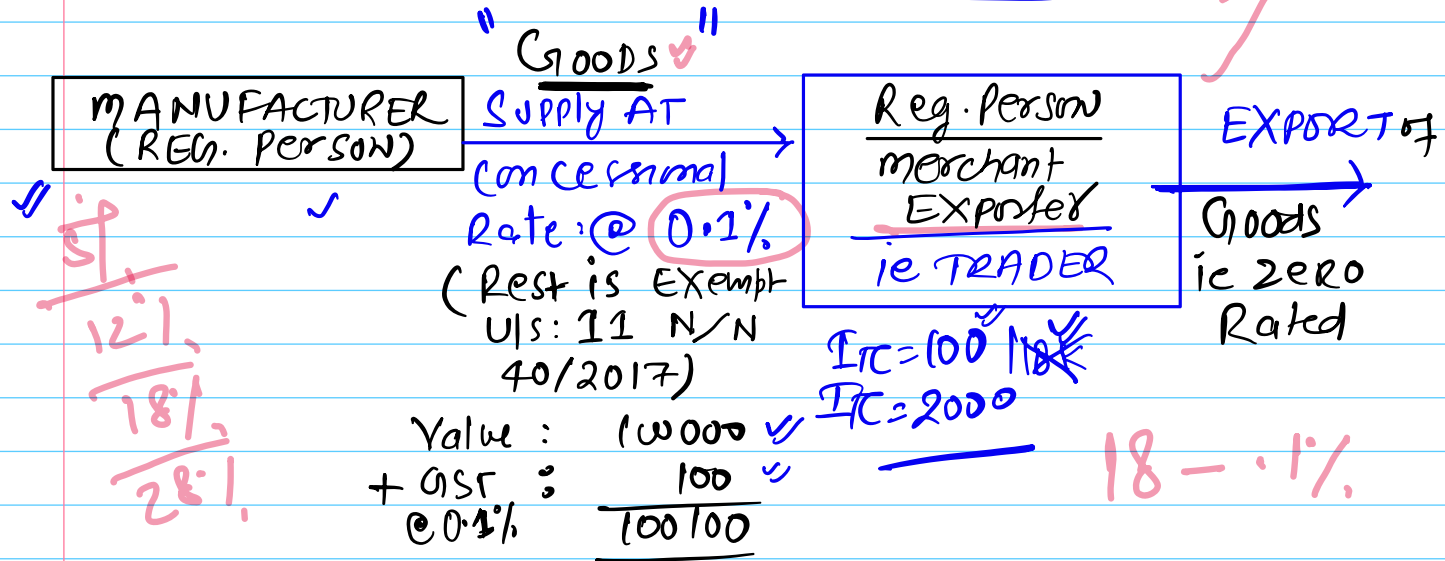 " GOODS "
MANUFACTURER
(REG. PERSON)
Supply AT
Concessional
Rate: @ 0.1%
(Rest is Exempt
U/s: 11 N/N
40/2017)
Reg. Person
merchant
Exporter
ie TRADER
EXPORT of
Goods
ie zero
Rated
5%
12%
18%
28%
ITC = 100
ITC = 2000
Value : 100000
+ GST : 100
@ 0.1%
100100
18 - .1%